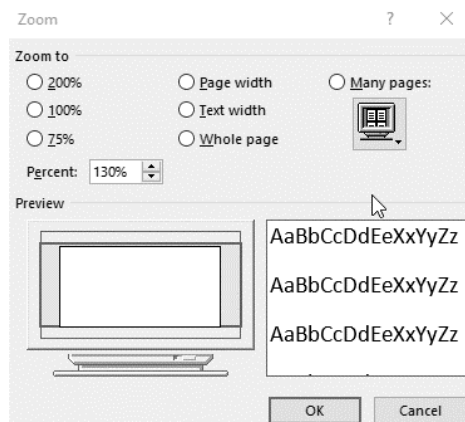 Zoom
Zoom to
200% Page width Many pages:
100% Text width
75% Whole page
Percent: 130%
Preview
AaBbCcDdEeXxYyZz
AaBbCcDdEeXxYyZz
AaBbCcDdEeXxYyZz
OK Cancel